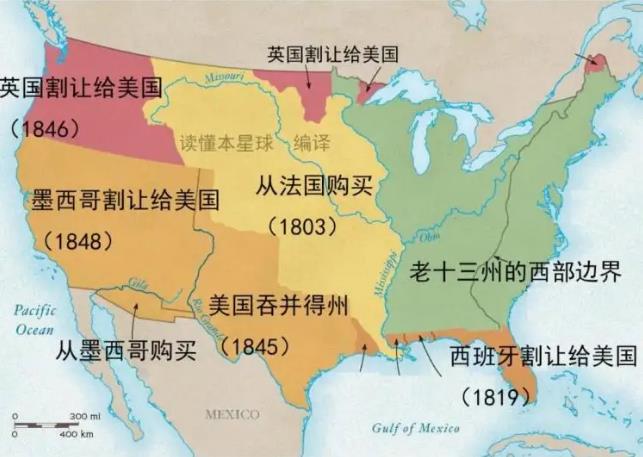 英国割让给美国
英国割让给美国
(1846)
Missouri
读懂本星球 编译
从法国购买
(1803)
墨西哥割让给美国
(1848)
Ohio
老十三州的西部边界
Mississippi
Gila
美国吞并得州
(1845)
Rio Grande
Pacific
Ocean
从墨西哥购买
西班牙割让给美国
(1819)
0 300 mi
0 400 km
MEXICO
Gulf of Mexico